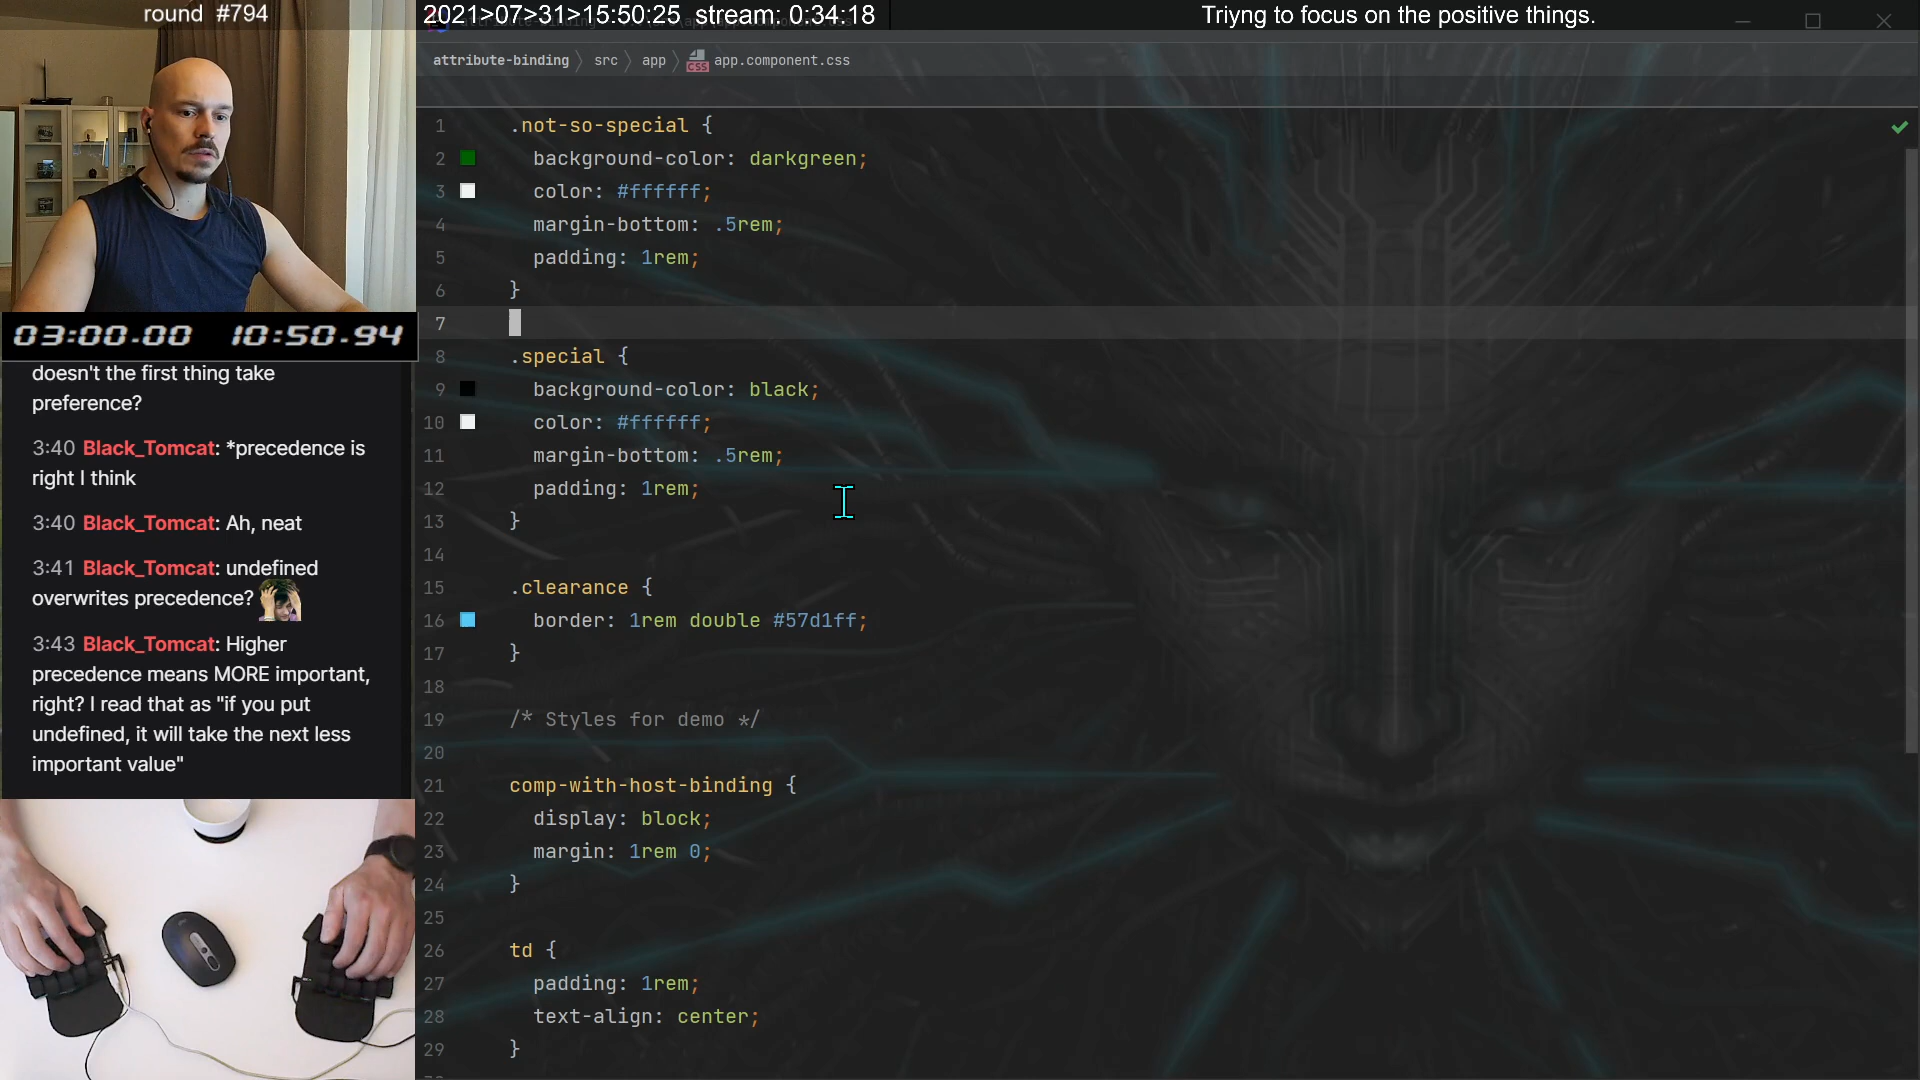 round #794
2021>07>31>15:50:25 stream: 0:34:18
Triyng to focus on the positive things.
attribute-binding 〉 src 〉 app 〉 CSS app.component.css
03:00.00 10:50.94
doesn't the first thing take
preference?
3:40 Black_Tomcat: *precedence is
right I think
3:40 Black_Tomcat: Ah, neat
3:41 Black_Tomcat: undefined
overwrites precedence?
3:43 Black_Tomcat: Higher
precedence means MORE important,
right? I read that as "if you put
undefined, it will take the next less
important value"
1 .not-so-special {
2 background-color: darkgreen;
3 color: #ffffff;
4 margin-bottom: .5rem;
5 padding: 1rem;
6 }
7
8 .special {
9 background-color: black;
10 color: #ffffff;
11 margin-bottom: .5rem;
12 padding: 1rem;
13 }
14
15 .clearance {
16 border: 1rem double #57d1ff;
17 }
18
19 /* Styles for demo */
20
21 comp-with-host-binding {
22 display: block;
23 margin: 1rem 0;
24 }
25
26 td {
27 padding: 1rem;
28 text-align: center;
29 }